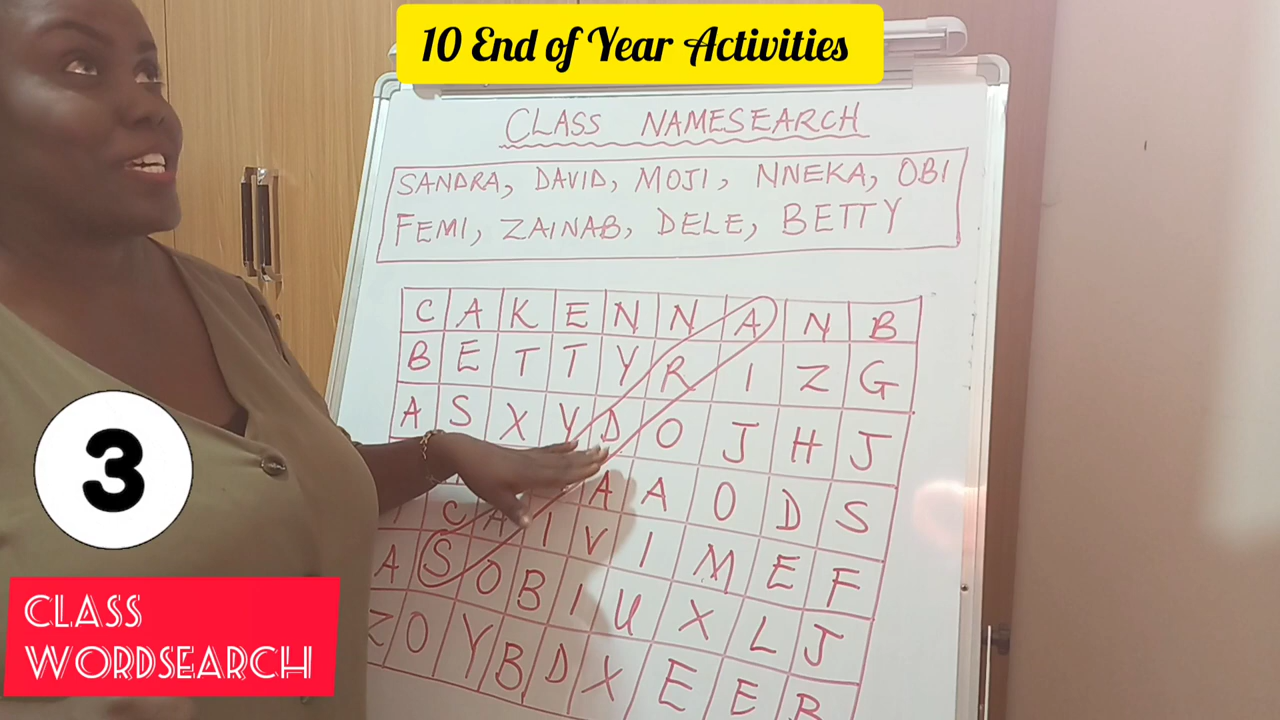 10 End of Year Activities
CLASS NAMESEARCH
SANDRA, DAVID, MOJI, NNEKA, OBI
FEMI, ZAINAB, DELE, BETTY
C A K E N N A N B
B E T T Y R I Z G
A S X Y D O J H J
A A O D S
C A I V I M E F
A S O B I U X L J
Z O Y B D X E E B
3
CLASS
WORDSEARCH